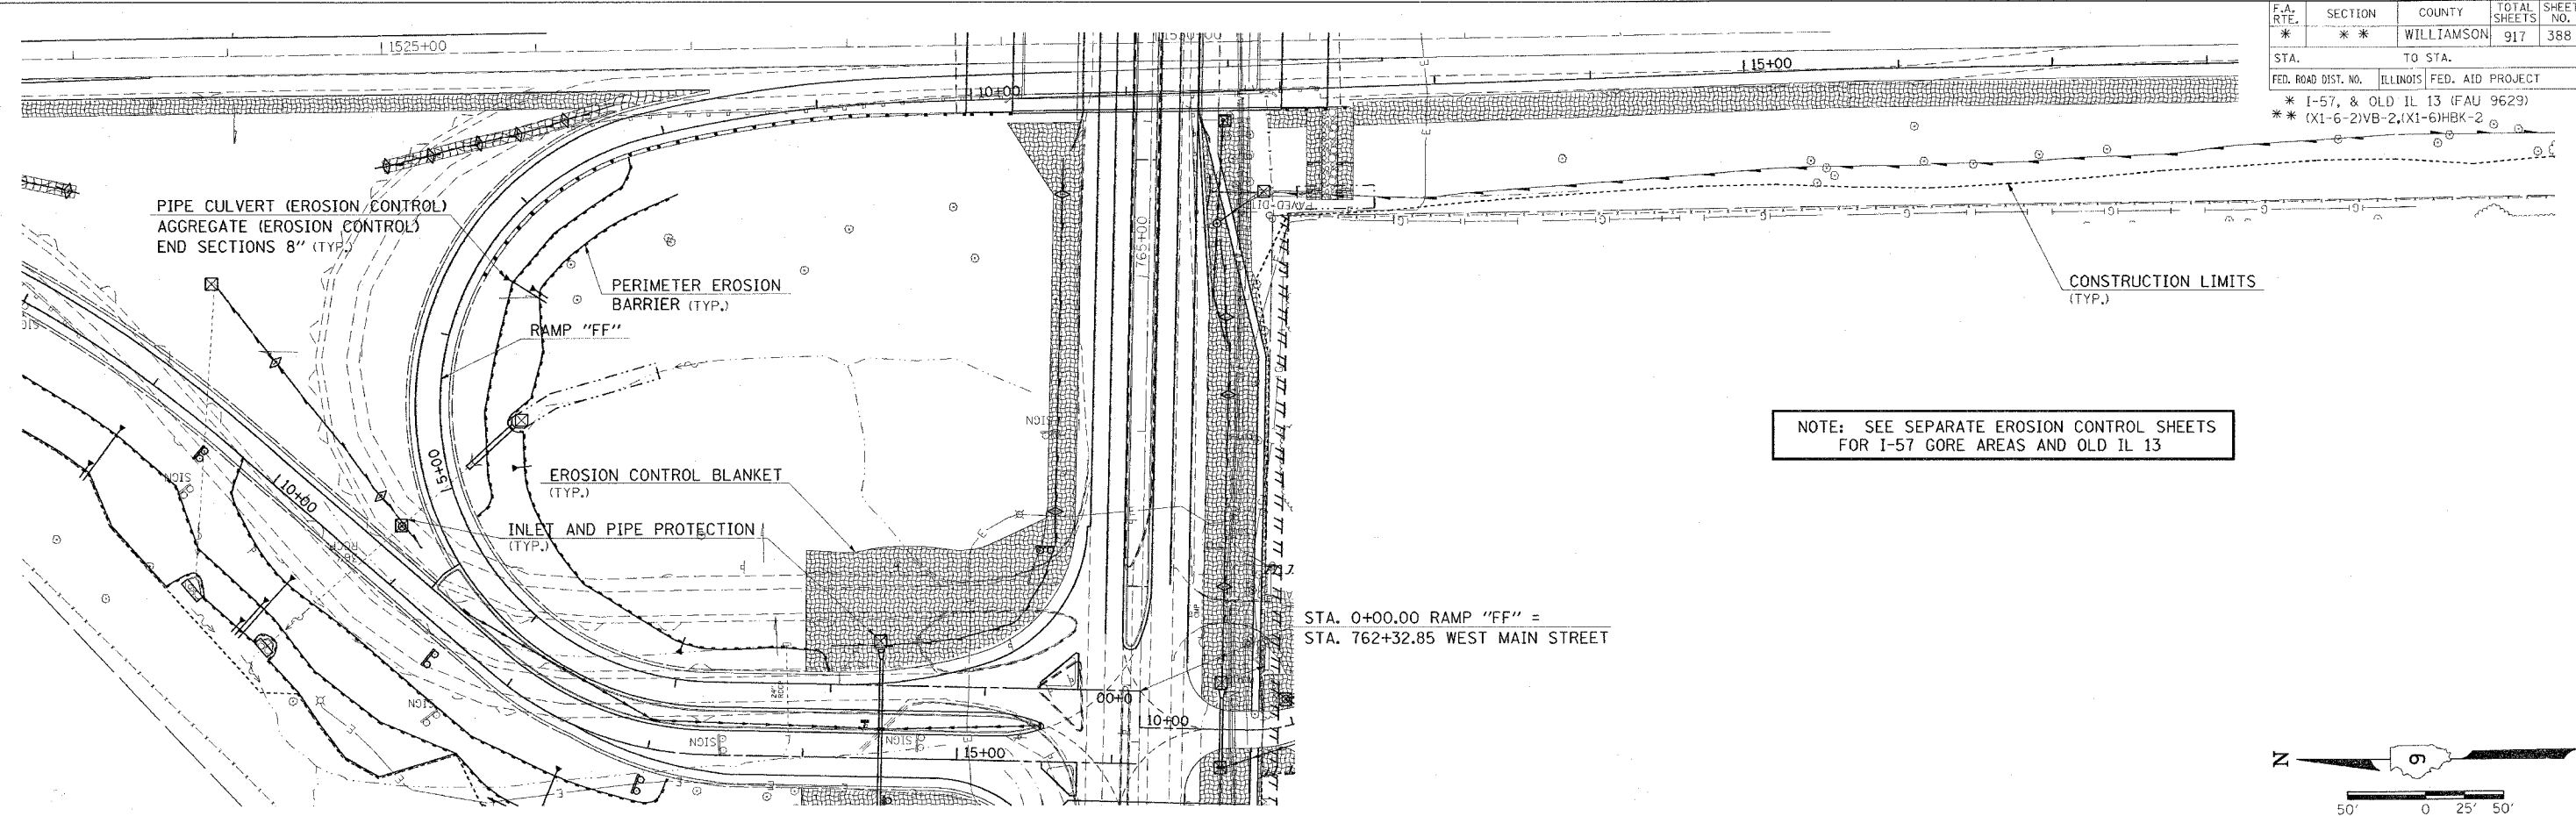 F.A. RTE. SECTION COUNTY TOTAL SHEETS SHEET NO.
* * * WILLIAMSON 917 388
STA. TO STA.
FED. ROAD DIST. NO. ILLINOIS FED. AID PROJECT
* I-57, & OLD IL 13 (FAU 9629)
** (X1-6-2)VB-2,(X1-6)HBK-2
1525+00
15+00
10+00
PIPE CULVERT (EROSION CONTROL)
AGGREGATE (EROSION CONTROL)
END SECTIONS 8" (TYP.)
765+00
PERIMETER EROSION
BARRIER (TYP.)
CONSTRUCTION LIMITS
(TYP.)
RAMP "FF"
NOTE: SEE SEPARATE EROSION CONTROL SHEETS
FOR I-57 GORE AREAS AND OLD IL 13
SIGN
5+00
SIGN
10+00
EROSION CONTROL BLANKET
(TYP.)
INLET AND PIPE PROTECTION
(TYP.)
STA. 0+00.00 RAMP "FF" =
STA. 762+32.85 WEST MAIN STREET
24" RCCP
0+00
SIGN
10+00
SIGN
SIGN
15+00
N
9
50' 0 25' 50'